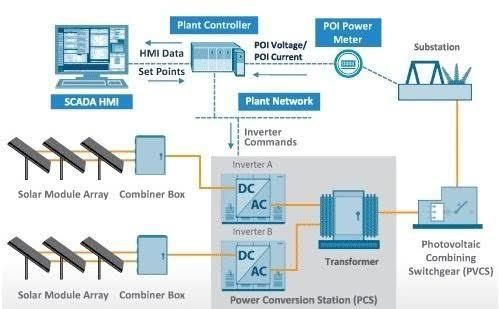 Plant Controller
POI Power
Meter
Substation
HMI Data
Set Points
POI Voltage/
POI Current
SCADA HMI
Plant Network
Inverter
Commands
Inverter A
DC
AC
Solar Module Array
Combiner Box
Inverter B
DC
AC
Transformer
Photovoltaic
Combining
Switchgear (PVCS)
Solar Module Array
Combiner Box
Power Conversion Station (PCS)